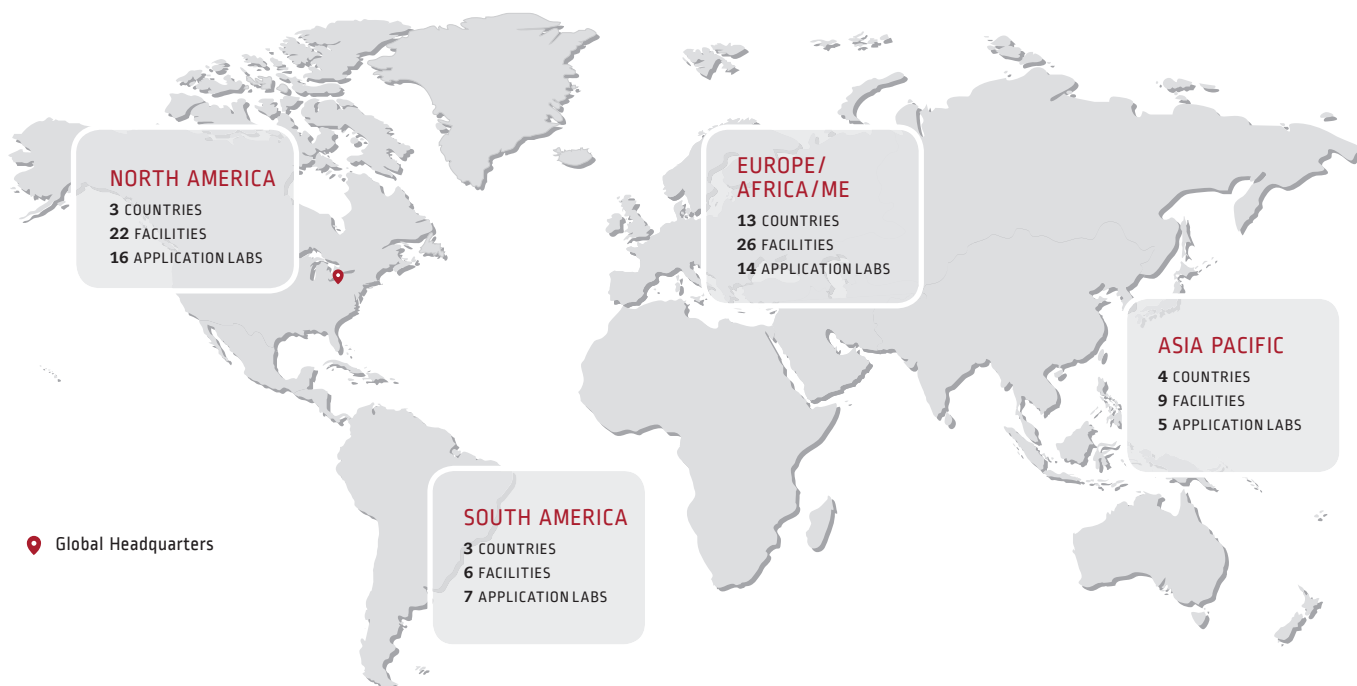 NORTH AMERICA
3 COUNTRIES
22 FACILITIES
16 APPLICATION LABS
EUROPE/
AFRICA/ME
13 COUNTRIES
26 FACILITIES
14 APPLICATION LABS
ASIA PACIFIC
4 COUNTRIES
9 FACILITIES
5 APPLICATION LABS
SOUTH AMERICA
3 COUNTRIES
6 FACILITIES
7 APPLICATION LABS
Global Headquarters